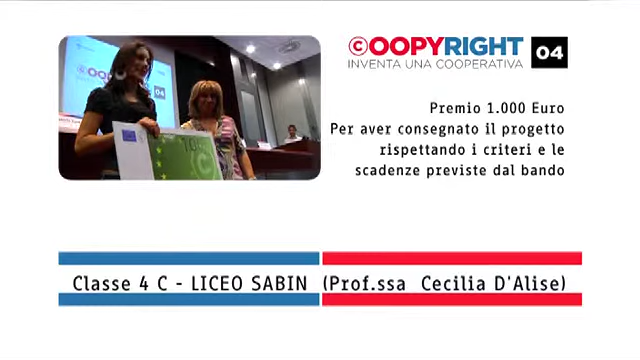 ©OOPYRIGHT 04
INVENTA UNA COOPERATIVA
Premio 1.000 Euro
Per aver consegnato il progetto
rispettando i criteri e le
scadenze previste dal bando
Classe 4 C - LICEO SABIN (Prof.ssa Cecilia D'Alise)